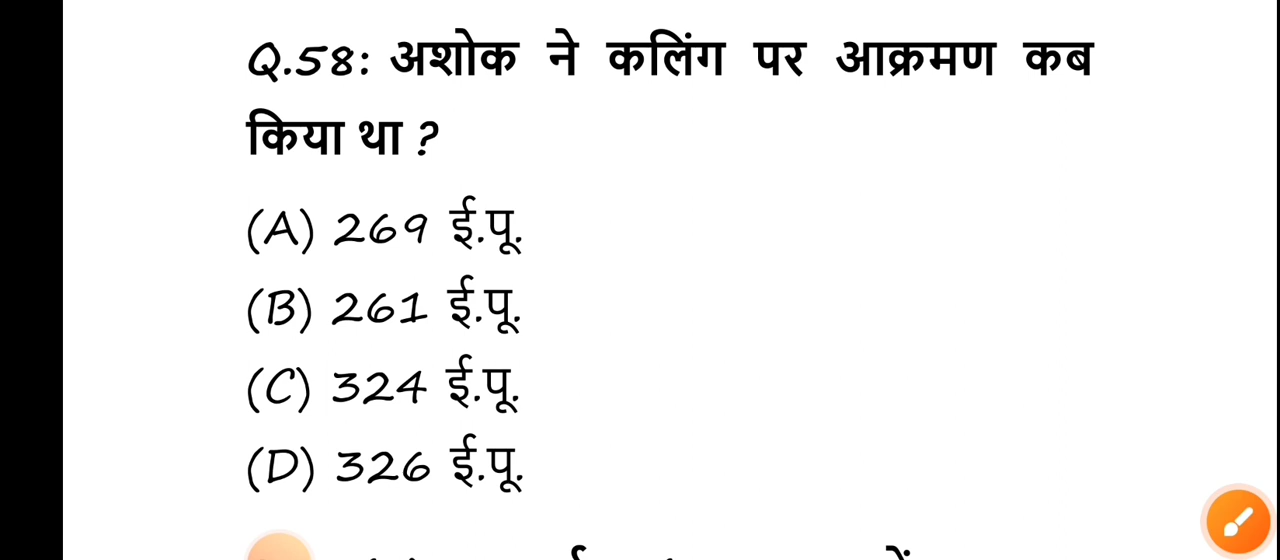 Q.58: अशोक ने कलिंग पर आक्रमण कब
किया था ?
(A) 269 ई.पू.
(B) 261 ई.पू.
(C) 324 ई.पू.
(D) 326 ई.पू.